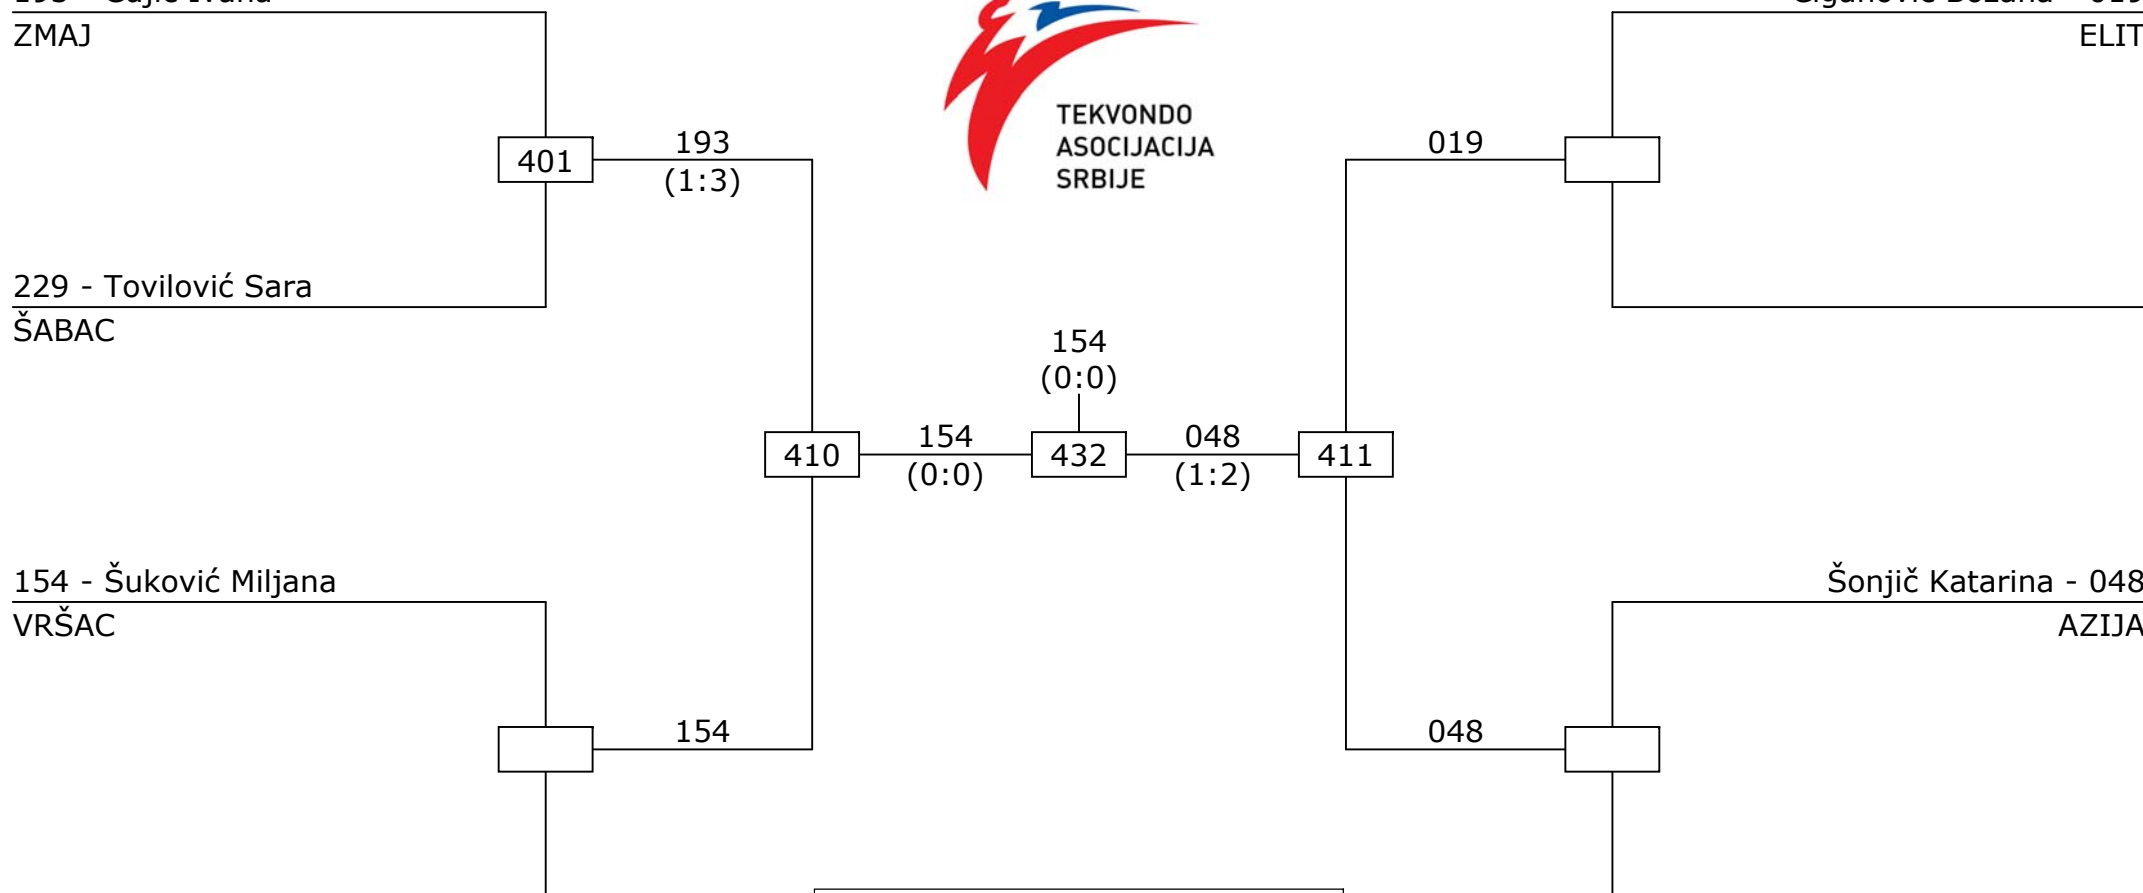 ZMAJ
ELIT
TEKVONDO
ASOCIJACIJA
SRBIJE
401
193
(1:3)
019
229 - Tovilović Sara
ŠABAC
154
(0:0)
410
154
(0:0)
432
048
(1:2)
411
154 - Šuković Miljana
VRŠAC
Šonjič Katarina - 048
AZIJA
154
048